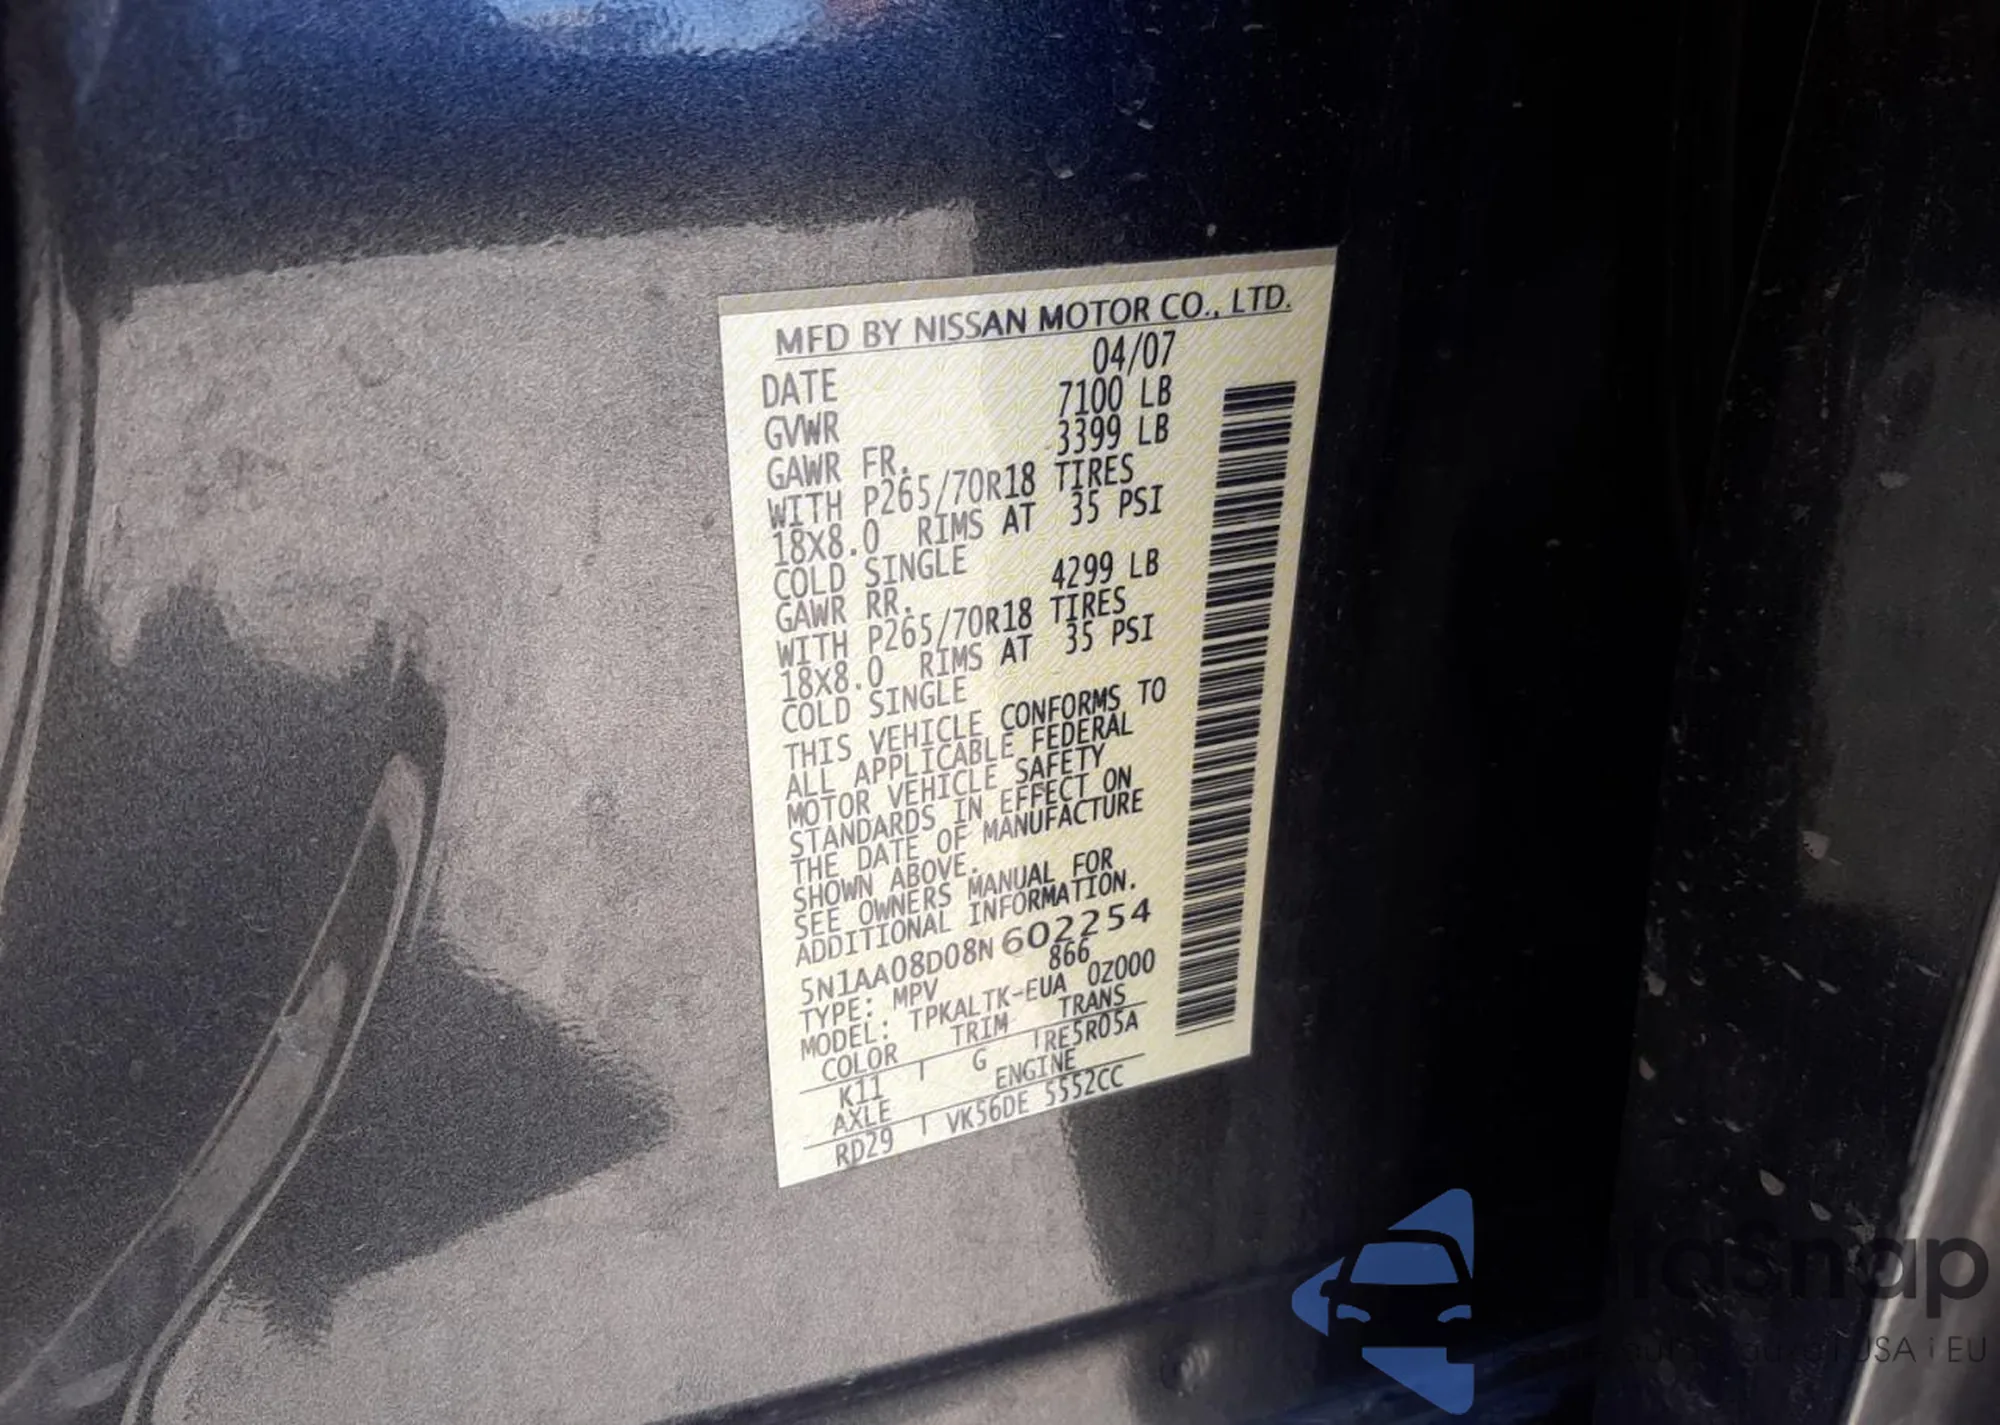 MFD BY NISSAN MOTOR CO., LTD.
DATE 04/07
GVWR 7100 LB
GAWR FR. 3399 LB
WITH P265/70R18 TIRES
18X8.0 RIMS AT 35 PSI
COLD SINGLE
GAWR RR. 4299 LB
WITH P265/70R18 TIRES
18X8.0 RIMS AT 35 PSI
COLD SINGLE
THIS VEHICLE CONFORMS TO
ALL APPLICABLE FEDERAL
MOTOR VEHICLE SAFETY
STANDARDS IN EFFECT ON
THE DATE OF MANUFACTURE
SHOWN ABOVE.
SEE OWNERS MANUAL FOR
ADDITIONAL INFORMATION.
5N1AA08D08N 602254
TYPE: MPV 866
MODEL: TPKALTK-EUA 0Z000
COLOR TRIM TRANS
K11 G RE5R05A
AXLE ENGINE
RD29 VK56DE 5552CC
USA i EU